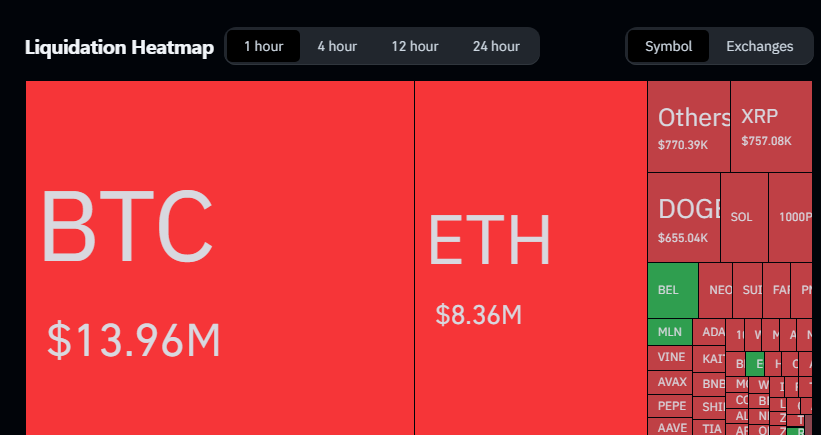 Liquidation Heatmap
1 hour
4 hour
12 hour
24 hour
Symbol
Exchanges
BTC
$13.96M
ETH
$8.36M
Others
$770.39K
XRP
$757.08K
DOGE
$655.04K
SOL
1000P
BEL
NEO
SUI
MLN
ADA
VINE
KAI
AVAX
BNB
PEPE
SHI
AAVE
TIA